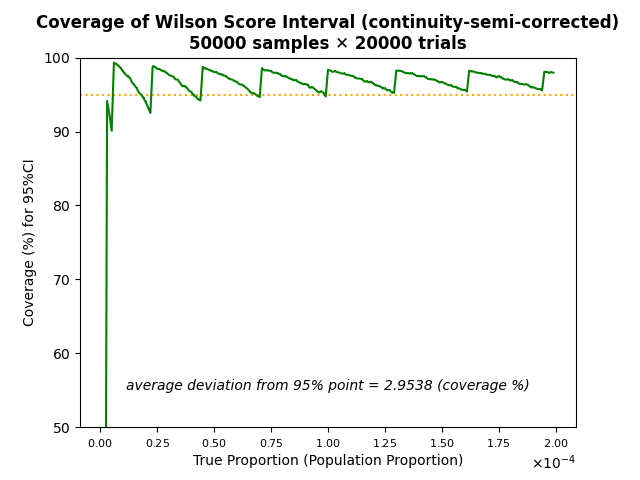 Coverage of Wilson Score Interval (continuity-semi-corrected)
50000 samples × 20000 trials
100
90
80
70
60
50
Coverage (%) for 95%CI
average deviation from 95% point = 2.9538 (coverage %)
0.00 0.25 0.50 0.75 1.00 1.25 1.50 1.75 2.00
True Proportion (Population Proportion)
×10⁻⁴